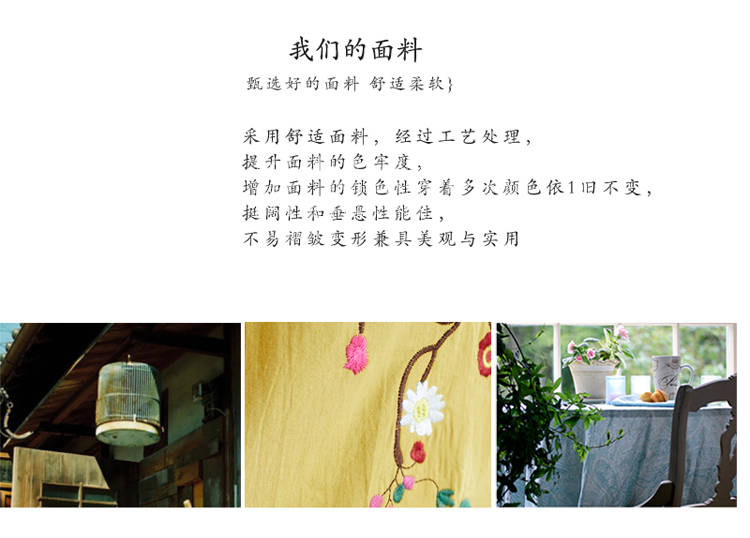 我们的面料
甄选好的面料 舒适柔软}
采用舒适面料，经过工艺处理，
提升面料的色牢度，
增加面料的锁色性穿着多次颜色依1旧不变，
挺阔性和垂悬性能佳，
不易褶皱变形兼具美观与实用